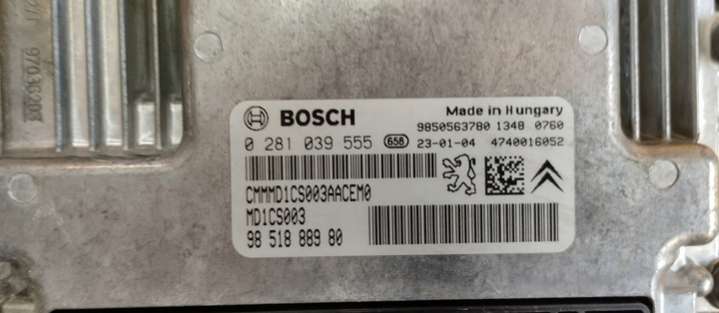 BOSCH
Made in Hungary
9850563780 1348 0760
0 281 039 555 658 23-01-04 4740016052
CMMMD1CS003AACEM0
MD1CS003
98 518 889 80